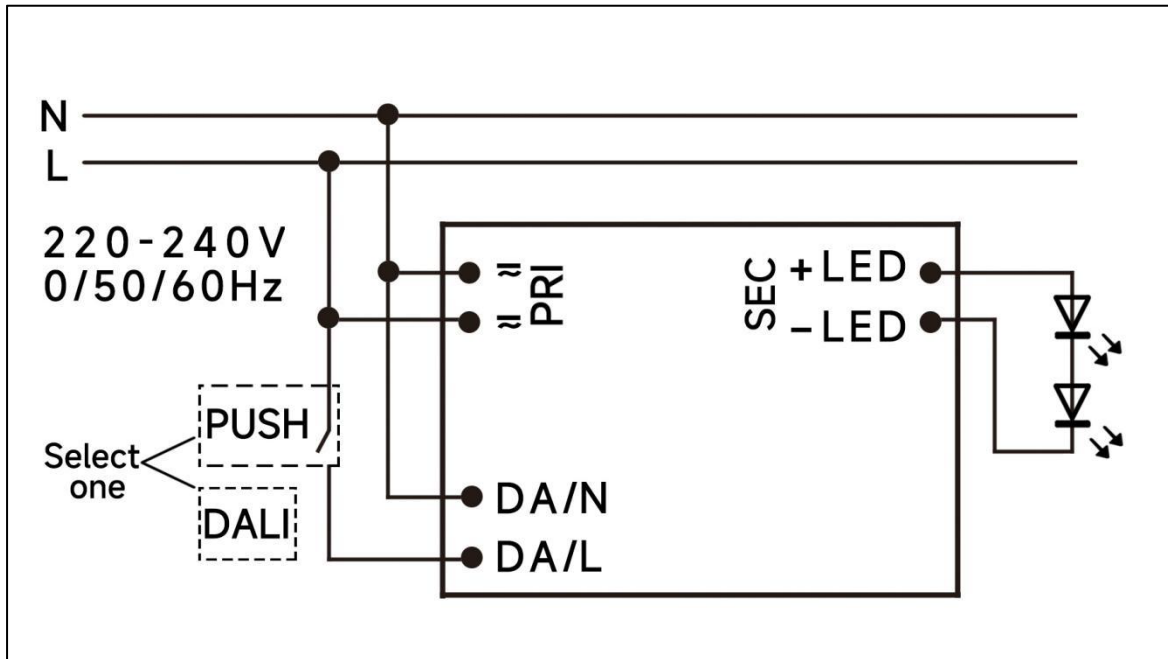 N
L
220-240V
0/50/60Hz
PRI
SEC
+LED
-LED
PUSH
Select
one
DALI
DA/N
DA/L